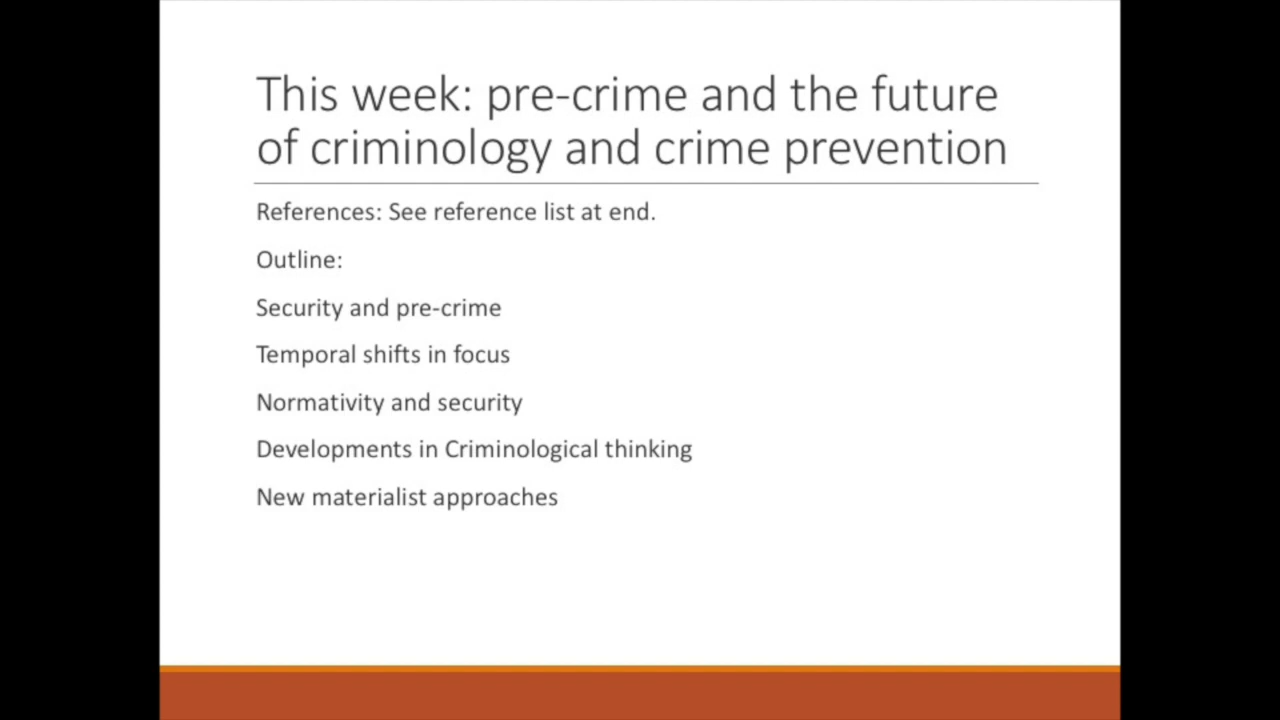 This week: pre-crime and the future
of criminology and crime prevention
References: See reference list at end.
Outline:
Security and pre-crime
Temporal shifts in focus
Normativity and security
Developments in Criminological thinking
New materialist approaches